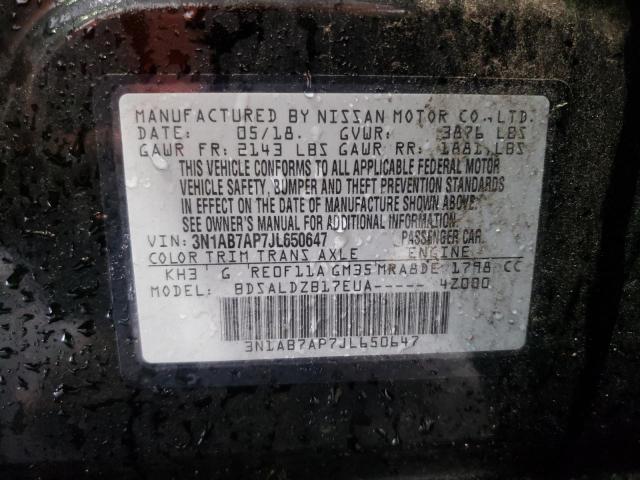 MANUFACTURED BY NISSAN MOTOR CO., LTD.
DATE: 05/18. GVWR: 3876 LBS
GAWR FR: 2143 LBS GAWR RR: 1881 LBS
THIS VEHICLE CONFORMS TO ALL APPLICABLE FEDERAL MOTOR
VEHICLE SAFETY, BUMPER AND THEFT PREVENTION STANDARDS
IN EFFECT ON THE DATE OF MANUFACTURE SHOWN ABOVE.
SEE OWNER'S MANUAL FOR ADDITIONAL INFORMATION.
VIN: 3N1AB7AP7JL650647 PASSENGER CAR
COLOR TRIM TRANS AXLE ENGINE
KH3 G RE0F11A GM35 MRA8DE 1798 CC
MODEL: BDSALDZB17EUA----- 4Z000
3N1AB7AP7JL650647